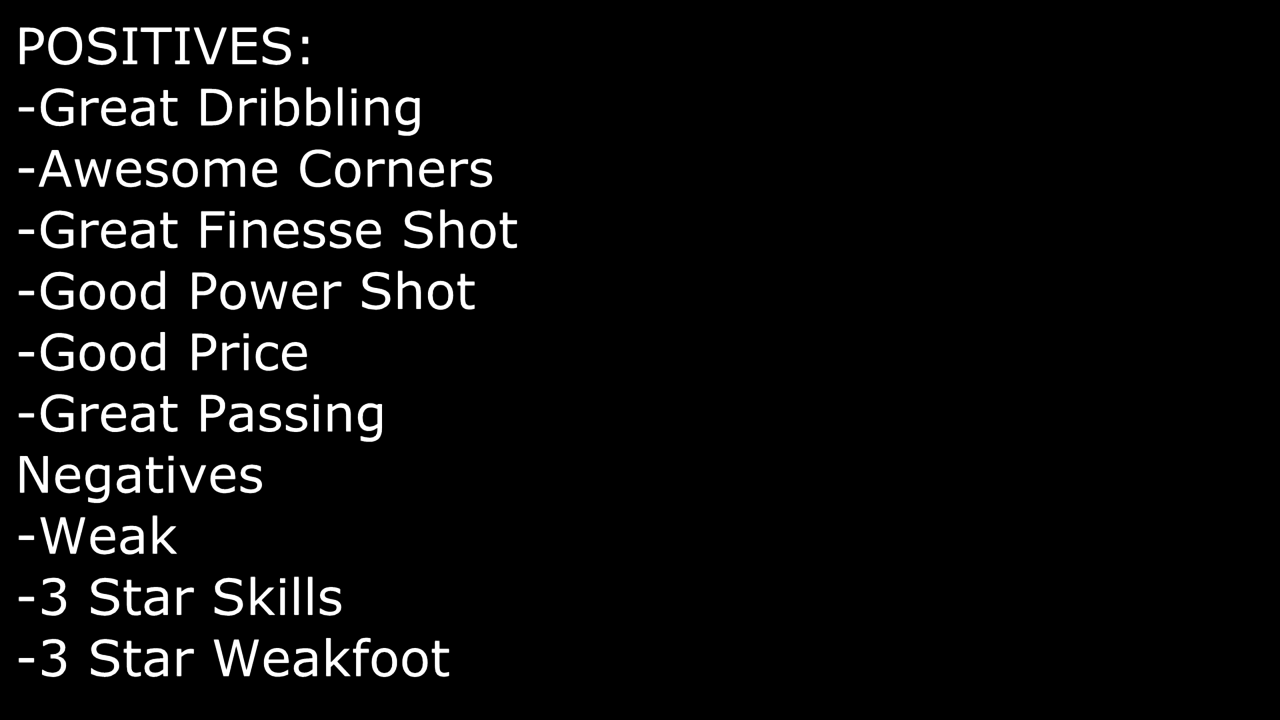 POSITIVES:
-Great Dribbling
-Awesome Corners
-Great Finesse Shot
-Good Power Shot
-Good Price
-Great Passing
Negatives
-Weak
-3 Star Skills
-3 Star Weakfoot